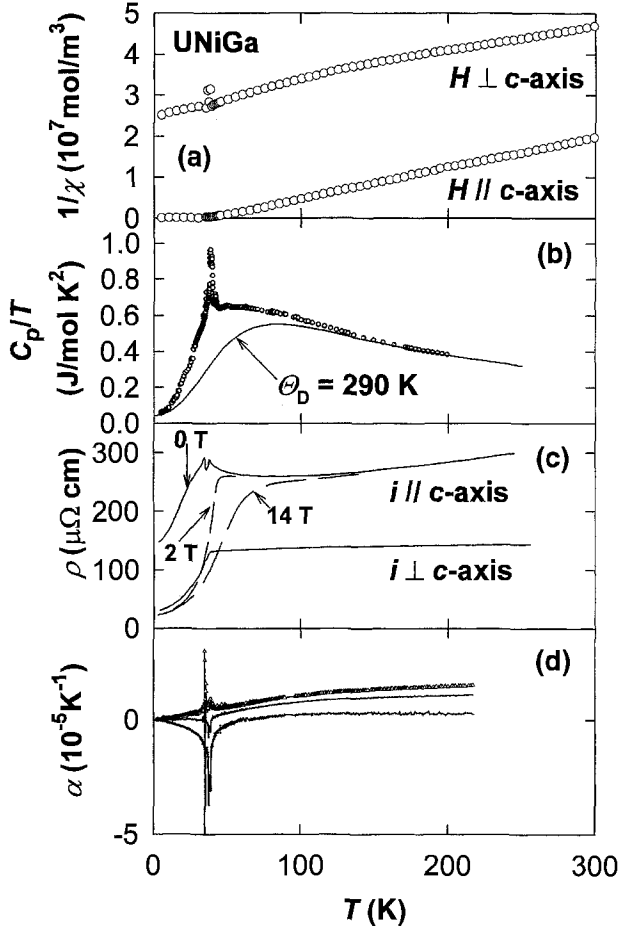 UNiGa
5
4
3
2
1
0
1/χ (10⁷mol/m³)
H ⊥ c-axis
(a)
H // c-axis
1.0
0.8
0.6
0.4
0.2
0.0
Cp/T
(J/mol K²)
(b)
Θ_D = 290 K
300
200
100
0
ρ (μΩ cm)
0 T
(c)
i // c-axis
14 T
2 T
i ⊥ c-axis
0
-5
α (10⁻⁵K⁻¹)
(d)
0 100 200 300
T (K)